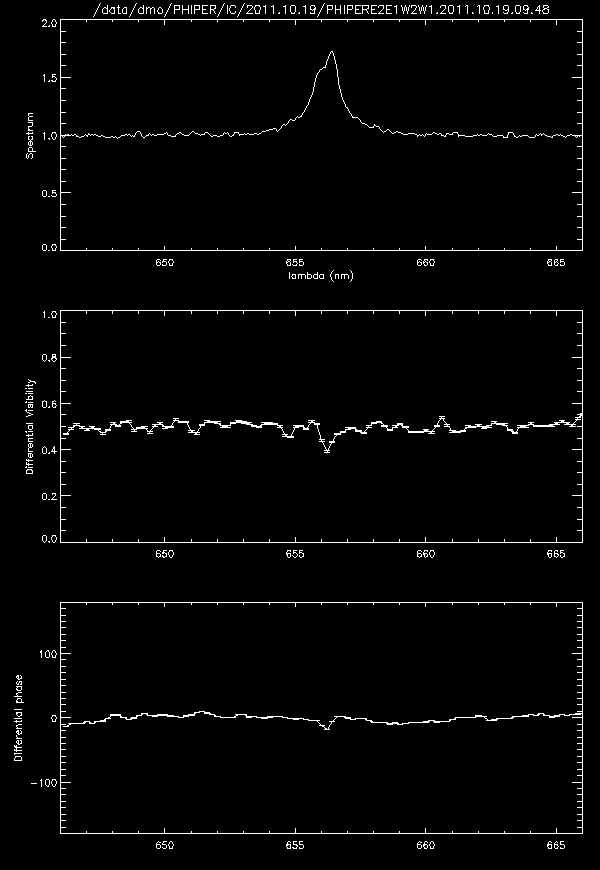 /data/dmo/PHIPER/IC/2011.10.19/PHIPERE2E1W2W1.2011.10.19.09.48
2.0
1.5
1.0
0.5
0.0
Spectrum
650 655 660 665
lambda (nm)
1.0
0.8
0.6
0.4
0.2
0.0
Differential Visibility
650 655 660 665
100
0
-100
Differential phase
650 655 660 665